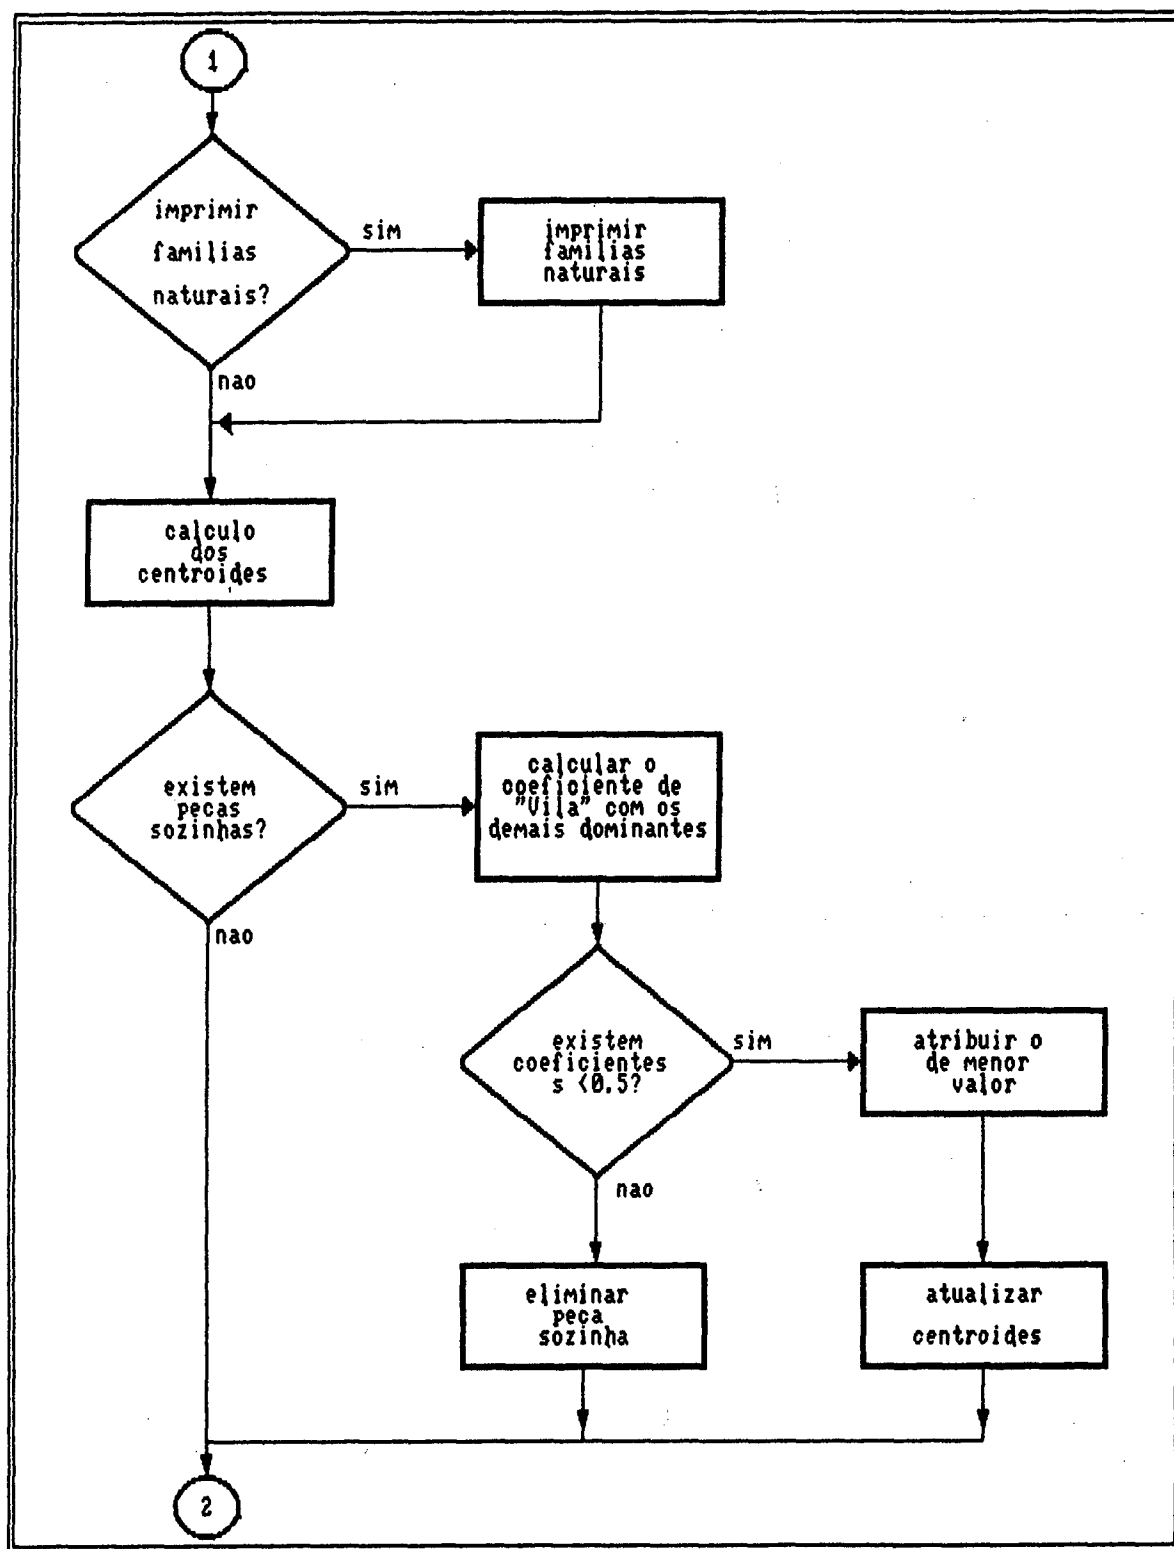 1
imprimir
familias
naturais?
sim
imprimir
familias
naturais
nao
calculo
dos
centroides
existem
pecas
sozinhas?
sim
calcular o
coeficiente de
"Vila" com os
demais dominantes
nao
existem
coeficientes
s <0.5?
sim
atribuir o
de menor
valor
nao
eliminar
peca
sozinha
atualizar
centroides
2